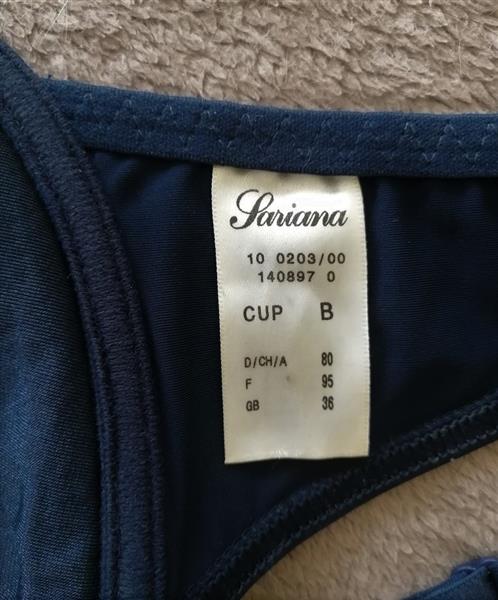 Sariana
10 0203/00
140897 0
CUP B
D/CH/A 80
F 95
GB 36